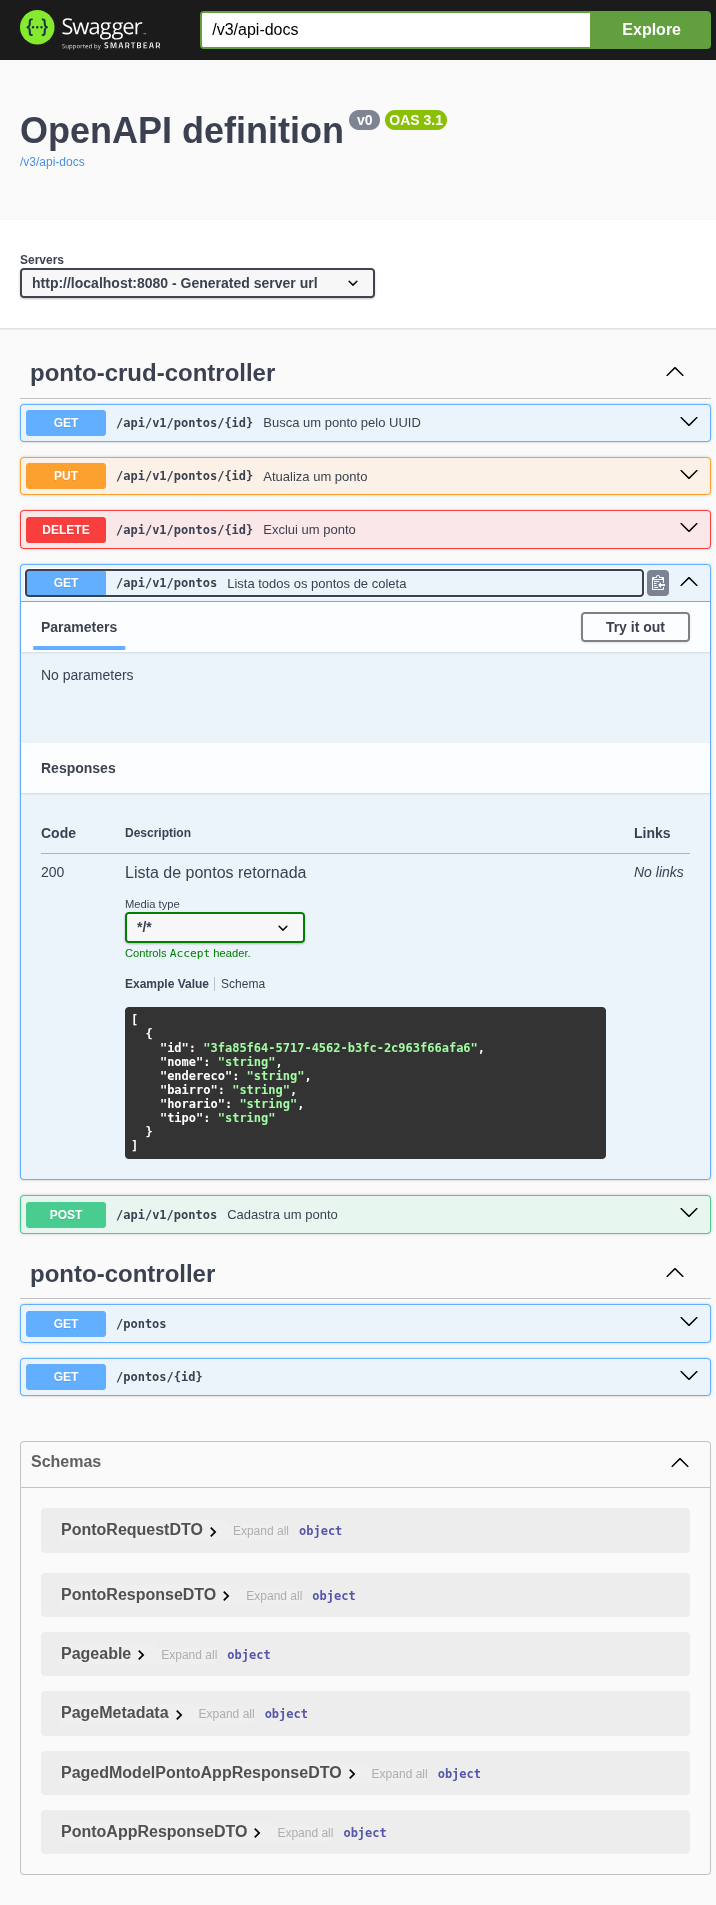 Swagger
Supported by SMARTBEAR
/v3/api-docs
Explore
OpenAPI definition v0 OAS 3.1
/v3/api-docs
Servers
http://localhost:8080 - Generated server url
ponto-crud-controller
GET /api/v1/pontos/{id} Busca um ponto pelo UUID
PUT /api/v1/pontos/{id} Atualiza um ponto
DELETE /api/v1/pontos/{id} Exclui um ponto
GET /api/v1/pontos Lista todos os pontos de coleta
Parameters
Try it out
No parameters
Responses
Code Description Links
200 Lista de pontos retornada No links
Media type
*/*
Controls Accept header.
Example Value Schema
[
  {
    "id": "3fa85f64-5717-4562-b3fc-2c963f66afa6",
    "nome": "string",
    "endereco": "string",
    "bairro": "string",
    "horario": "string",
    "tipo": "string"
  }
]
POST /api/v1/pontos Cadastra um ponto
ponto-controller
GET /pontos
GET /pontos/{id}
Schemas
PontoRequestDTO Expand all object
PontoResponseDTO Expand all object
Pageable Expand all object
PageMetadata Expand all object
PagedModelPontoAppResponseDTO Expand all object
PontoAppResponseDTO Expand all object